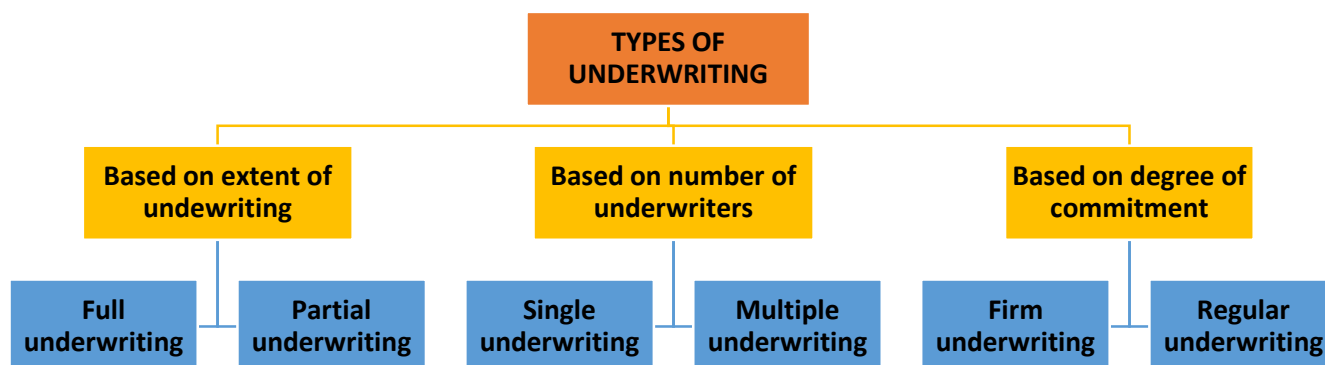 TYPES OF
UNDERWRITING
Based on extent of
undewriting
Based on number of
underwriters
Based on degree of
commitment
Full
underwriting
Partial
underwriting
Single
underwriting
Multiple
underwriting
Firm
underwriting
Regular
underwriting